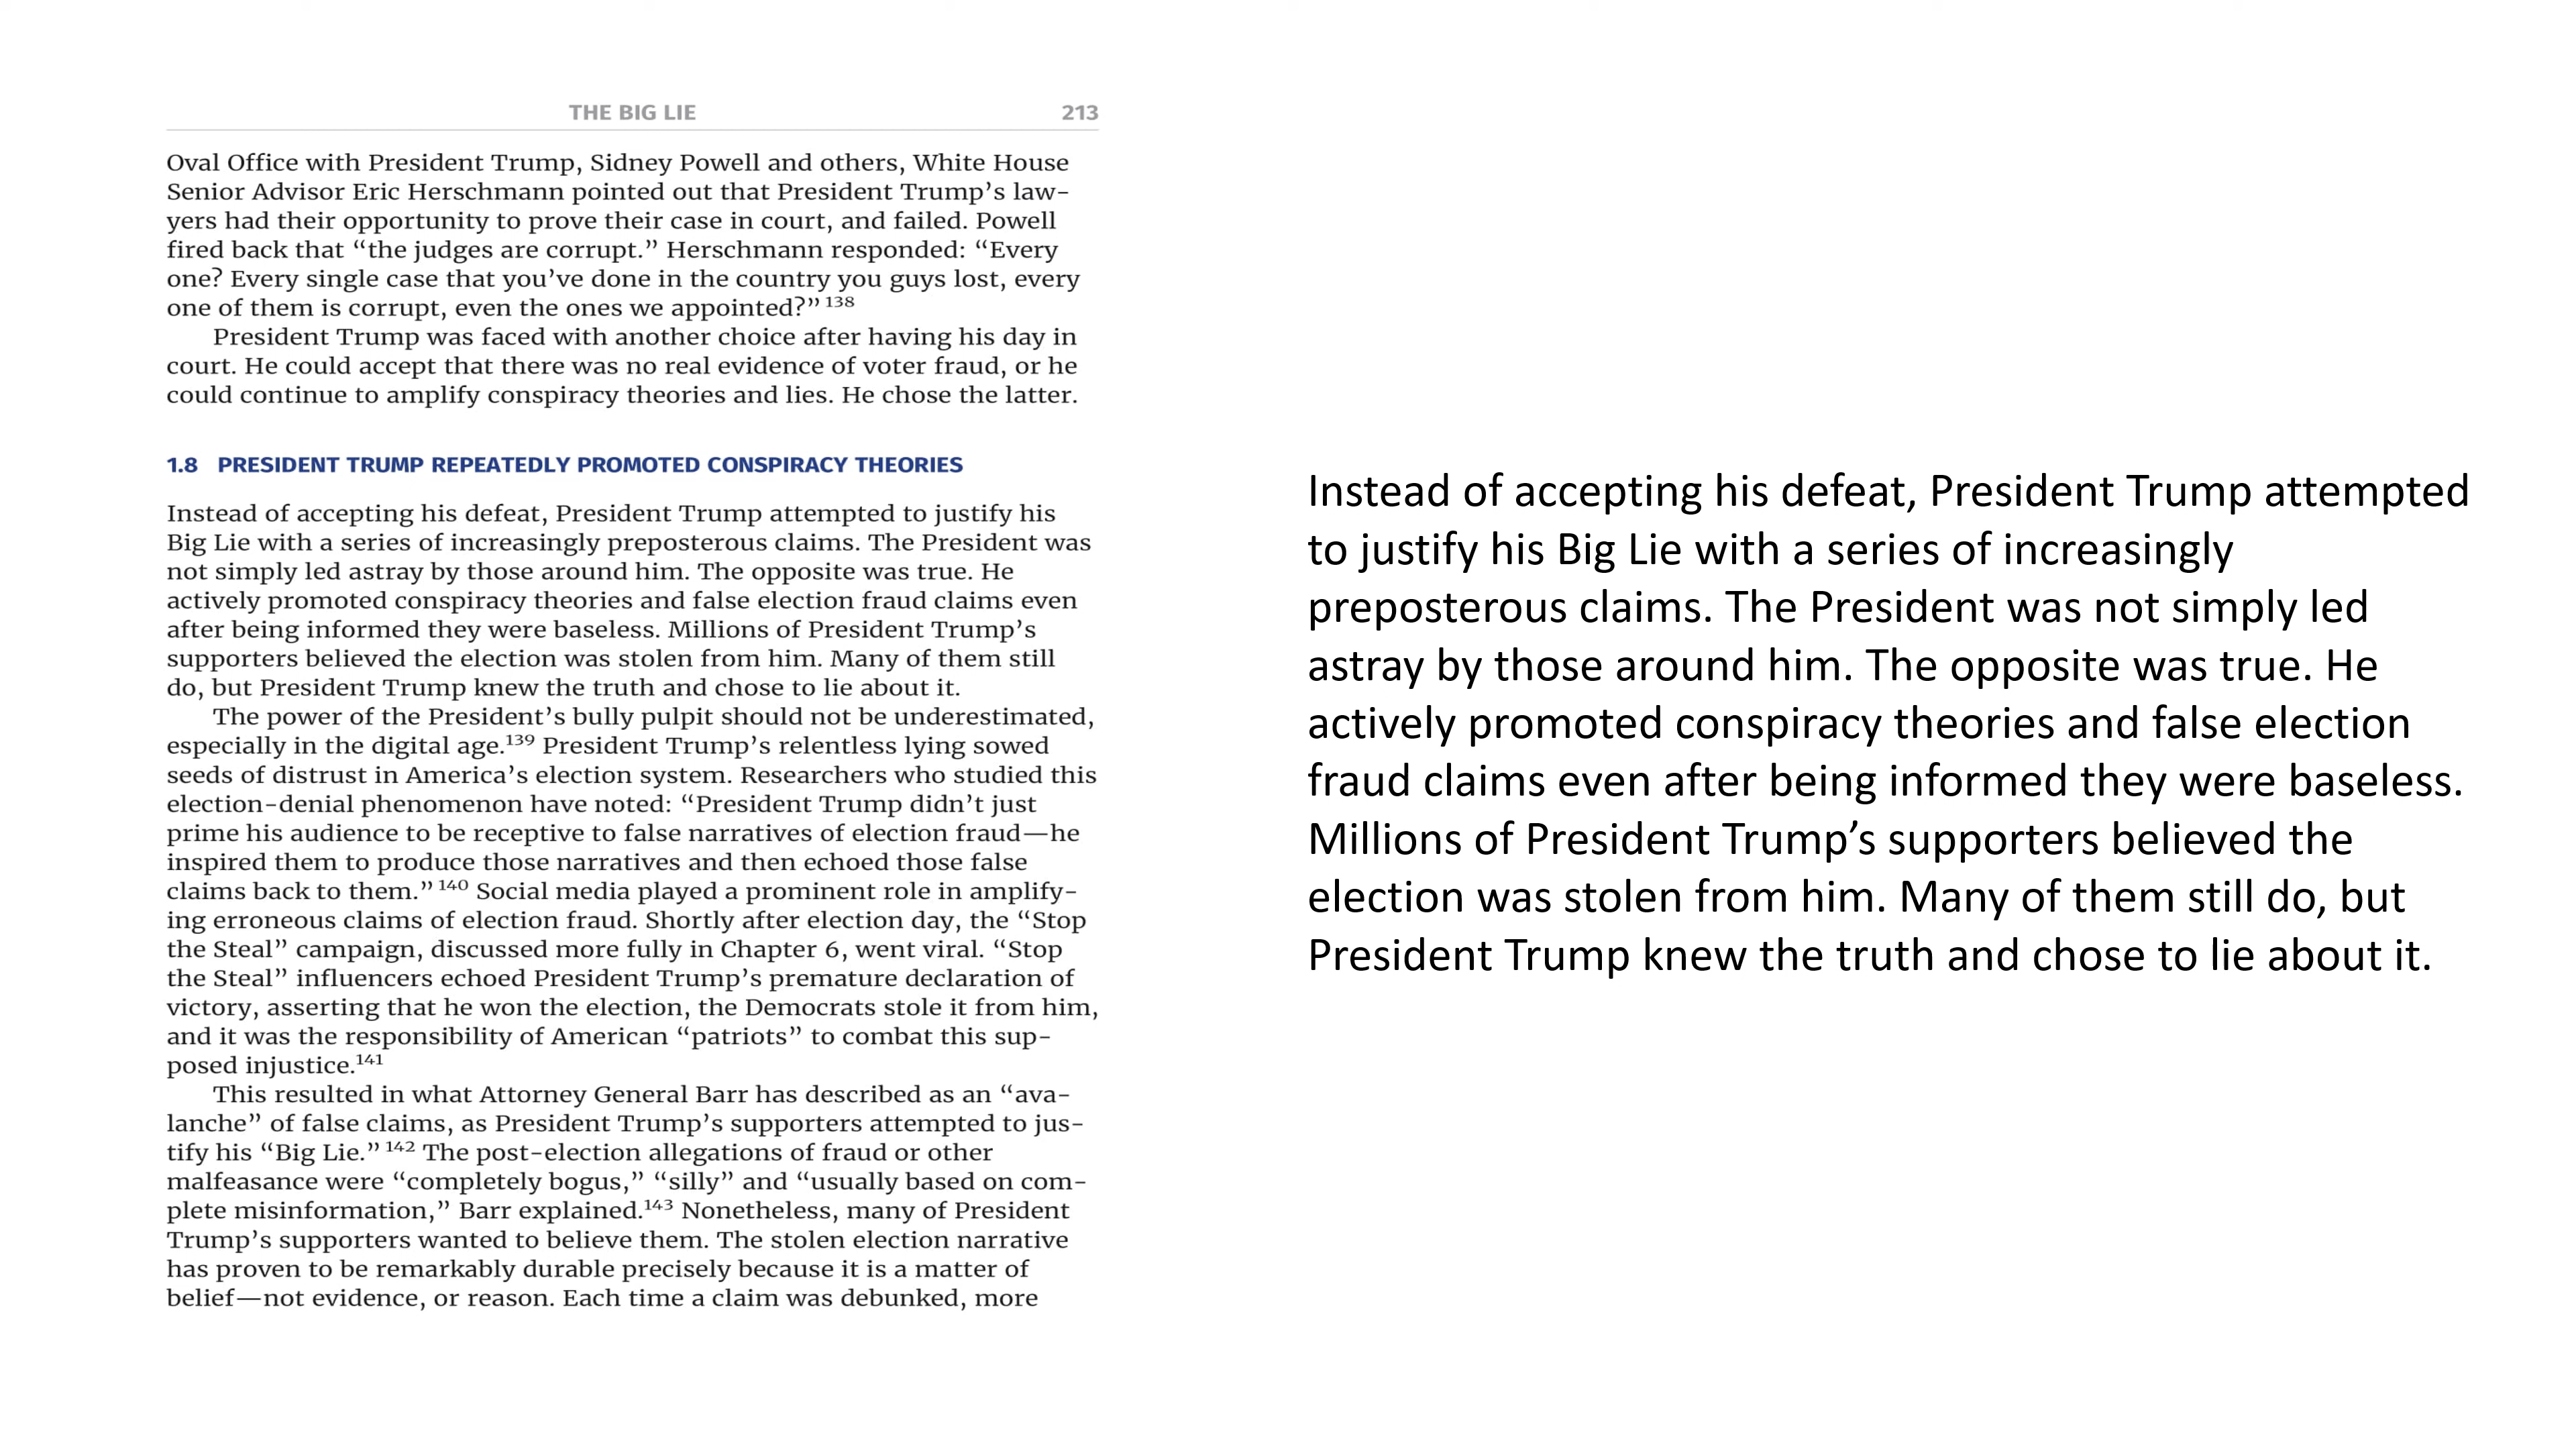 THE BIG LIE 213
Oval Office with President Trump, Sidney Powell and others, White House
Senior Advisor Eric Herschmann pointed out that President Trump’s law-
yers had their opportunity to prove their case in court, and failed. Powell
fired back that “the judges are corrupt.” Herschmann responded: “Every
one? Every single case that you’ve done in the country you guys lost, every
one of them is corrupt, even the ones we appointed?” 138
President Trump was faced with another choice after having his day in
court. He could accept that there was no real evidence of voter fraud, or he
could continue to amplify conspiracy theories and lies. He chose the latter.
1.8 PRESIDENT TRUMP REPEATEDLY PROMOTED CONSPIRACY THEORIES
Instead of accepting his defeat, President Trump attempted to justify his
Big Lie with a series of increasingly preposterous claims. The President was
not simply led astray by those around him. The opposite was true. He
actively promoted conspiracy theories and false election fraud claims even
after being informed they were baseless. Millions of President Trump’s
supporters believed the election was stolen from him. Many of them still
do, but President Trump knew the truth and chose to lie about it.
The power of the President’s bully pulpit should not be underestimated,
especially in the digital age.139 President Trump’s relentless lying sowed
seeds of distrust in America’s election system. Researchers who studied this
election-denial phenomenon have noted: “President Trump didn’t just
prime his audience to be receptive to false narratives of election fraud—he
inspired them to produce those narratives and then echoed those false
claims back to them.” 140 Social media played a prominent role in amplify-
ing erroneous claims of election fraud. Shortly after election day, the “Stop
the Steal” campaign, discussed more fully in Chapter 6, went viral. “Stop
the Steal” influencers echoed President Trump’s premature declaration of
victory, asserting that he won the election, the Democrats stole it from him,
and it was the responsibility of American “patriots” to combat this sup-
posed injustice.141
This resulted in what Attorney General Barr has described as an “ava-
lanche” of false claims, as President Trump’s supporters attempted to jus-
tify his “Big Lie.” 142 The post-election allegations of fraud or other
malfeasance were “completely bogus,” “silly” and “usually based on com-
plete misinformation,” Barr explained.143 Nonetheless, many of President
Trump’s supporters wanted to believe them. The stolen election narrative
has proven to be remarkably durable precisely because it is a matter of
belief—not evidence, or reason. Each time a claim was debunked, more
Instead of accepting his defeat, President Trump attempted
to justify his Big Lie with a series of increasingly
preposterous claims. The President was not simply led
astray by those around him. The opposite was true. He
actively promoted conspiracy theories and false election
fraud claims even after being informed they were baseless.
Millions of President Trump’s supporters believed the
election was stolen from him. Many of them still do, but
President Trump knew the truth and chose to lie about it.